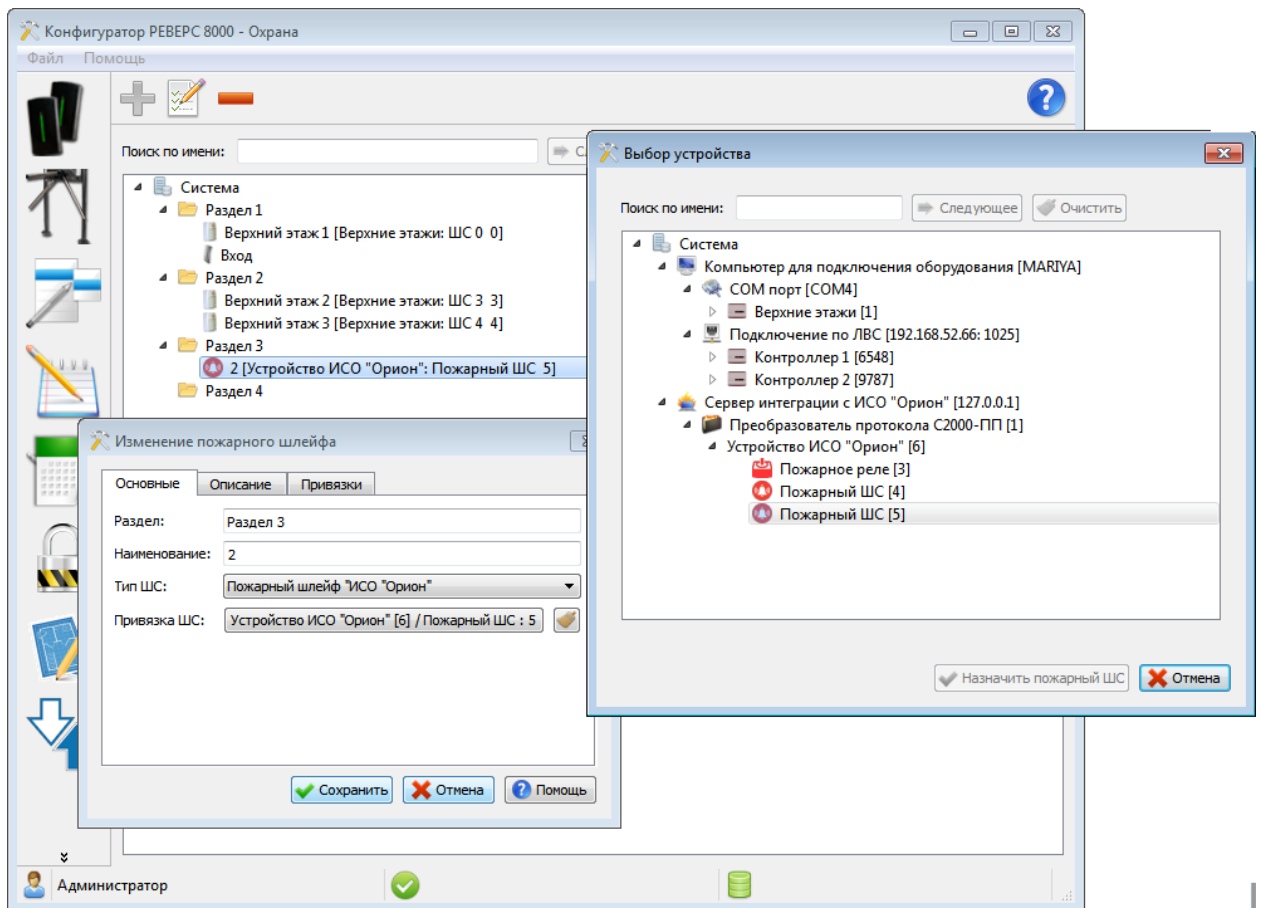 Конфигуратор РЕВЕРС 8000 - Охрана
Файл Помощь
Поиск по имени:
Система
Раздел 1
Верхний этаж 1 [Верхние этажи: ШС 0 0]
Вход
Раздел 2
Верхний этаж 2 [Верхние этажи: ШС 3 3]
Верхний этаж 3 [Верхние этажи: ШС 4 4]
Раздел 3
2 [Устройство ИСО "Орион": Пожарный ШС 5]
Раздел 4
Изменение пожарного шлейфа
Основные Описание Привязки
Раздел: Раздел 3
Наименование: 2
Тип ШС: Пожарный шлейф "ИСО "Орион"
Привязка ШС: Устройство ИСО "Орион" [6] / Пожарный ШС : 5
Сохранить Отмена Помощь
Администратор
Выбор устройства
Поиск по имени: Следующее Очистить
Система
Компьютер для подключения оборудования [MARIYA]
COM порт [COM4]
Верхние этажи [1]
Подключение по ЛВС [192.168.52.66: 1025]
Контроллер 1 [6548]
Контроллер 2 [9787]
Сервер интеграции с ИСО "Орион" [127.0.0.1]
Преобразователь протокола С2000-ПП [1]
Устройство ИСО "Орион" [6]
Пожарное реле [3]
Пожарный ШС [4]
Пожарный ШС [5]
Назначить пожарный ШС Отмена